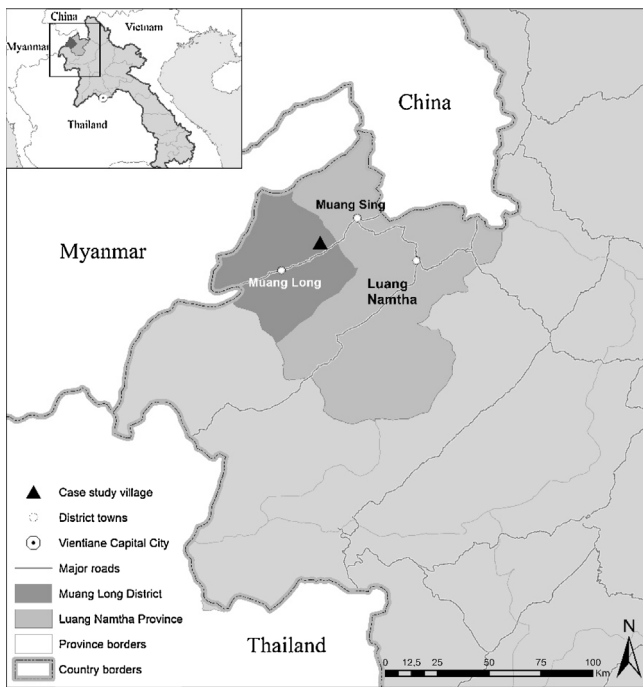 China
Vietnam
Myanmar
Thailand
China
Muang Sing
Myanmar
Muang Long
Luang
Namtha
Case study village
District towns
Vientiane Capital City
Major roads
Muang Long District
Luang Namtha Province
Province borders
Country borders
Thailand
N
0 12,5 25 50 75 100
Km